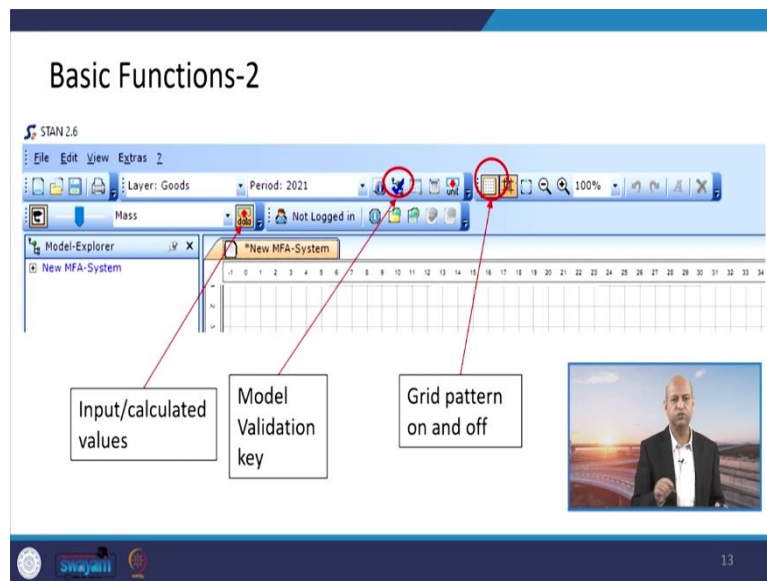 Basic Functions-2
STAN 2.6
File Edit View Extras ?
Layer: Goods Period: 2021 unit 100% A X
Mass data Not Logged in
Model-Explorer x *New MFA-System
New MFA-System
-1 0 1 2 3 4 5 6 7 8 9 10 11 12 13 14 15 16 17 18 19 20 21 22 23 24 25 26 27 28 29 30 31 32 33 34
Input/calculated
values
Model
Validation
key
Grid pattern
on and off
swayam
13